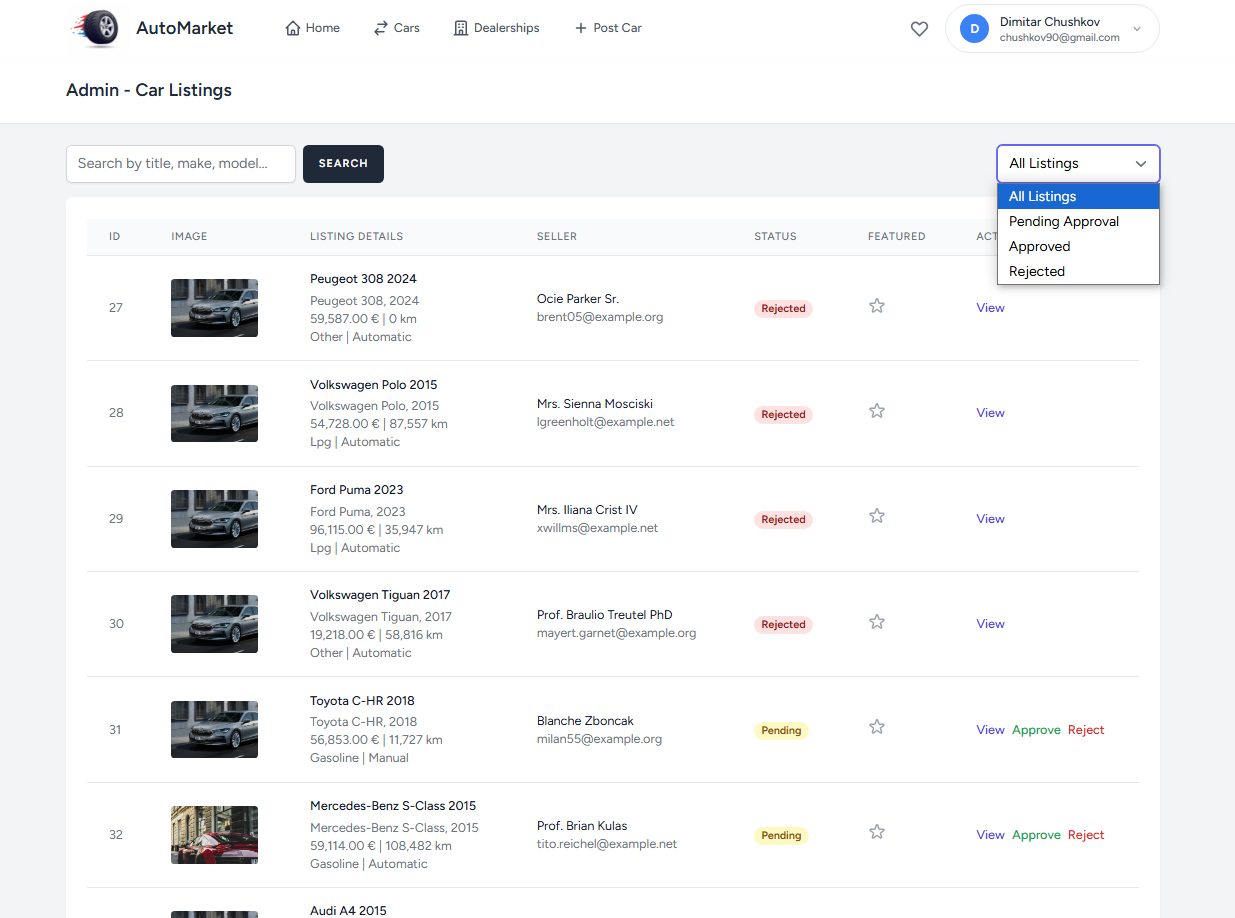 AutoMarket
Home
Cars
Dealerships
Post Car
D
Dimitar Chushkov
chushkov90@gmail.com
Admin - Car Listings
Search by title, make, model...
SEARCH
All Listings
All Listings
Pending Approval
Approved
Rejected
ID IMAGE LISTING DETAILS SELLER STATUS FEATURED ACT
27
Peugeot 308 2024
Peugeot 308, 2024
59,587.00 € | 0 km
Other | Automatic
Ocie Parker Sr.
brent05@example.org
Rejected
View
28
Volkswagen Polo 2015
Volkswagen Polo, 2015
54,728.00 € | 87,557 km
Lpg | Automatic
Mrs. Sienna Mosciski
lgreenholt@example.net
Rejected
View
29
Ford Puma 2023
Ford Puma, 2023
96,115.00 € | 35,947 km
Lpg | Automatic
Mrs. Iliana Crist IV
xwillms@example.net
Rejected
View
30
Volkswagen Tiguan 2017
Volkswagen Tiguan, 2017
19,218.00 € | 58,816 km
Other | Automatic
Prof. Braulio Treutel PhD
mayert.garnet@example.org
Rejected
View
31
Toyota C-HR 2018
Toyota C-HR, 2018
56,853.00 € | 11,727 km
Gasoline | Manual
Blanche Zboncak
milan55@example.org
Pending
View Approve Reject
32
Mercedes-Benz S-Class 2015
Mercedes-Benz S-Class, 2015
59,114.00 € | 108,482 km
Gasoline | Automatic
Prof. Brian Kulas
tito.reichel@example.net
Pending
View Approve Reject
Audi A4 2015